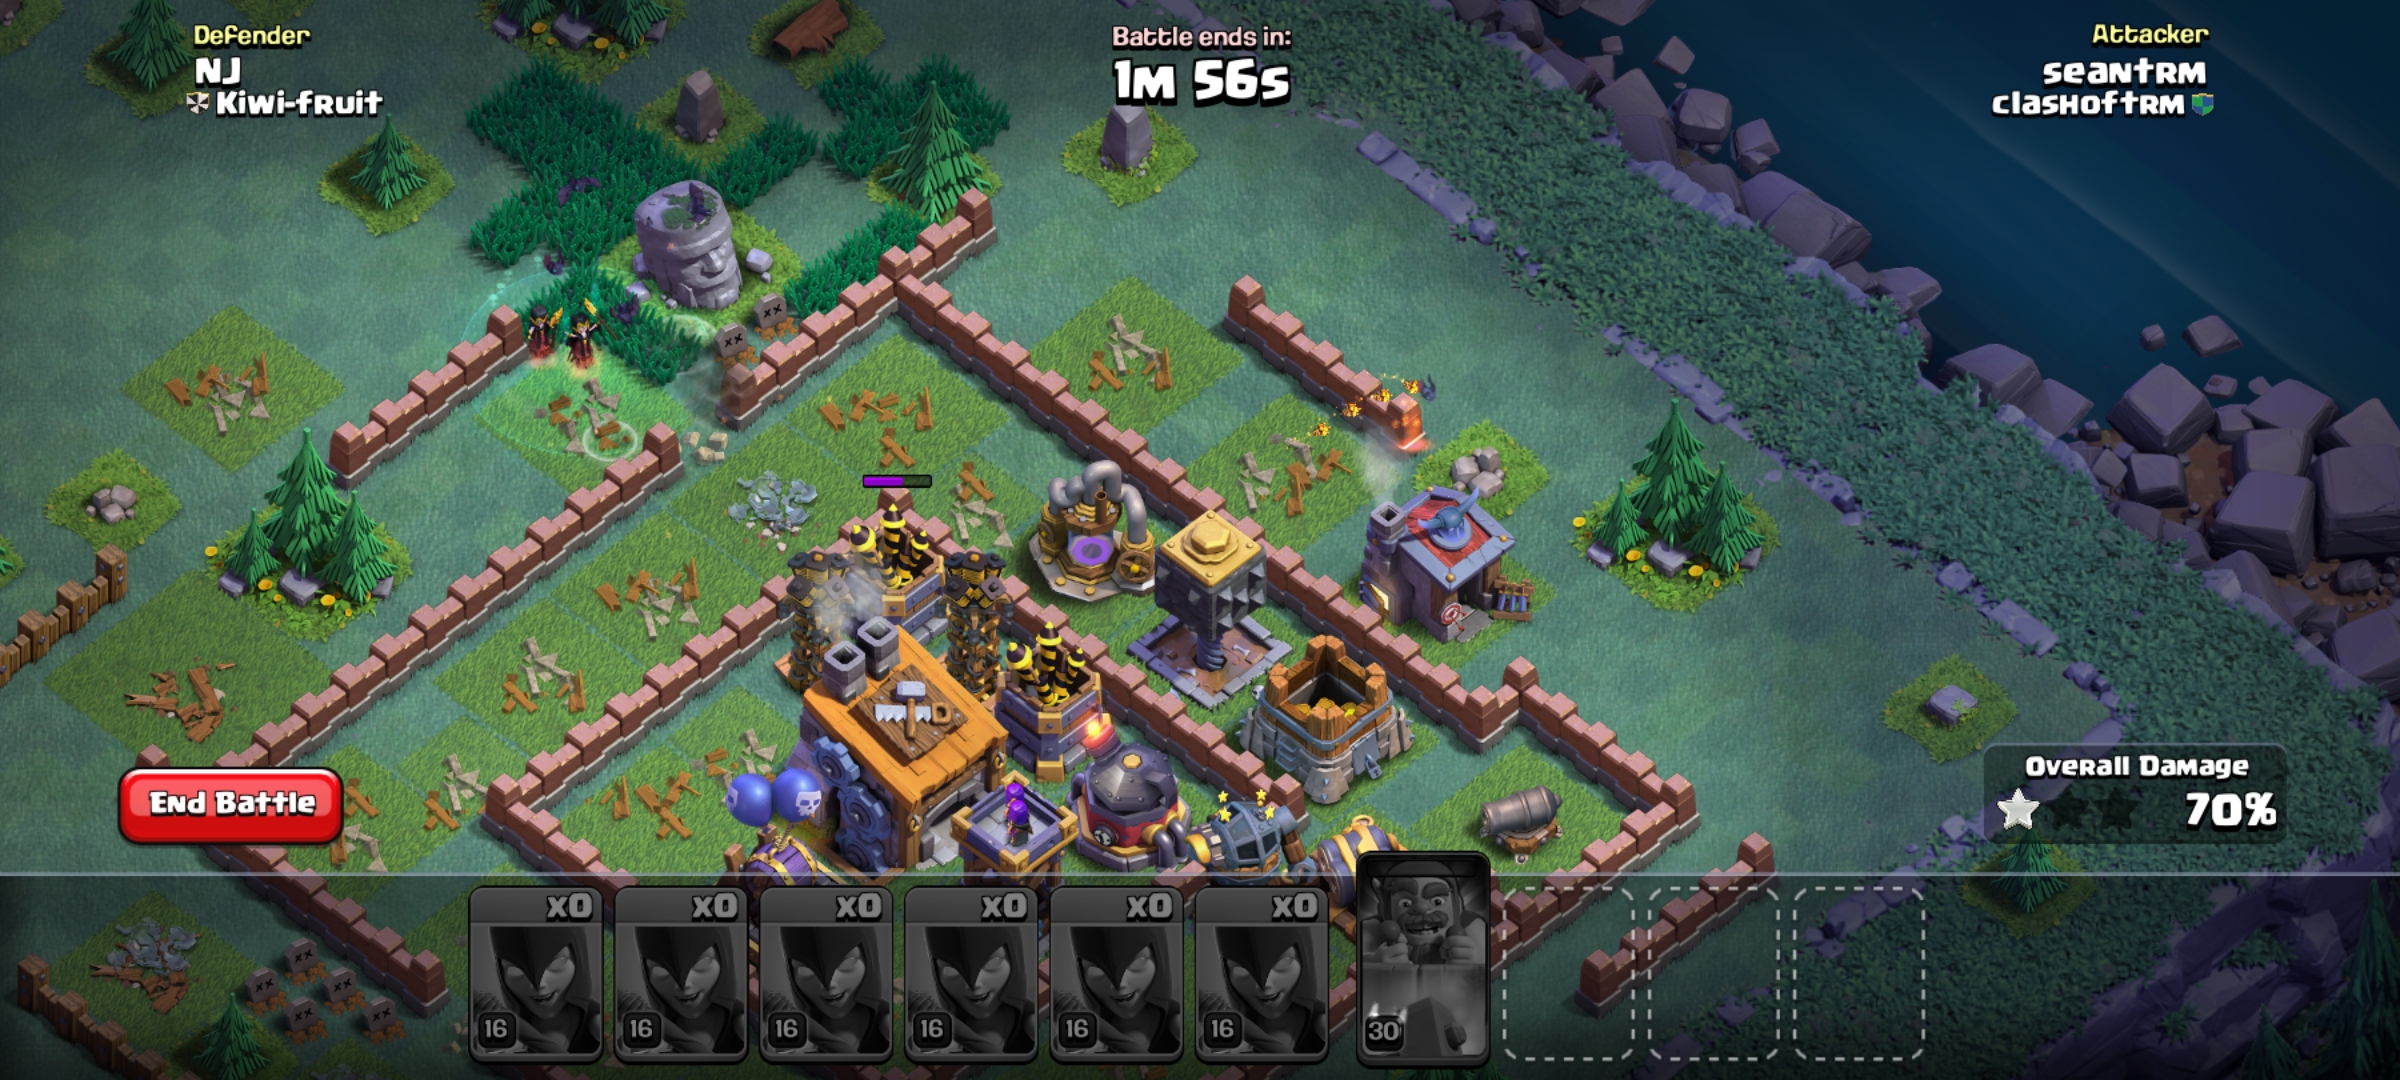 Defender
NJ
Kiwi-fruit
Battle ends in:
1M 56s
Attacker
seantRM
clashoftRM
End Battle
Overall Damage
70%
x0
x0
x0
x0
x0
x0
16
16
16
16
16
16
30